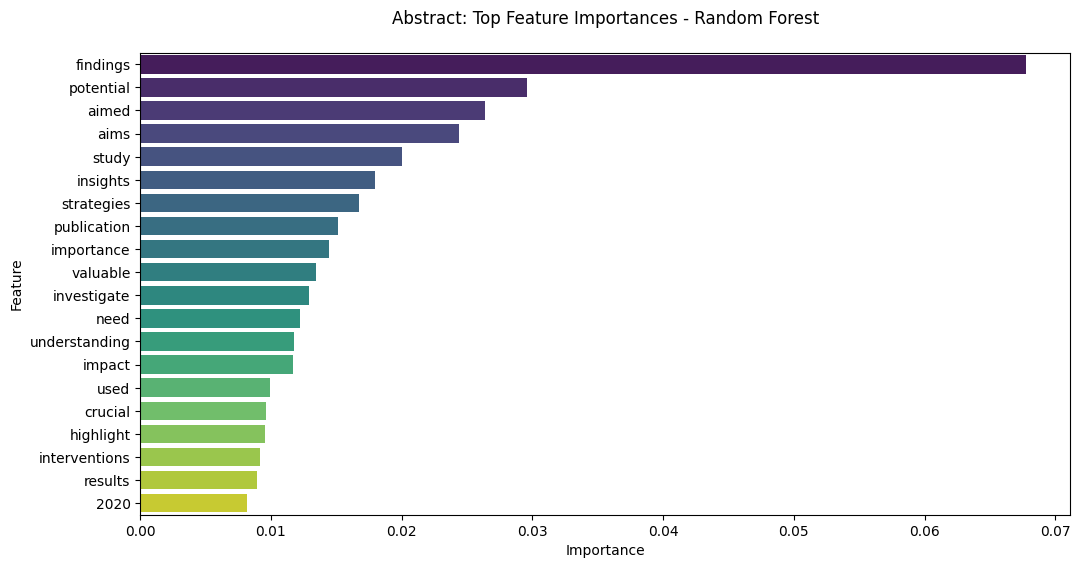 Abstract: Top Feature Importances - Random Forest
Feature
findings
potential
aimed
aims
study
insights
strategies
publication
importance
valuable
investigate
need
understanding
impact
used
crucial
highlight
interventions
results
2020
0.00 0.01 0.02 0.03 0.04 0.05 0.06 0.07
Importance